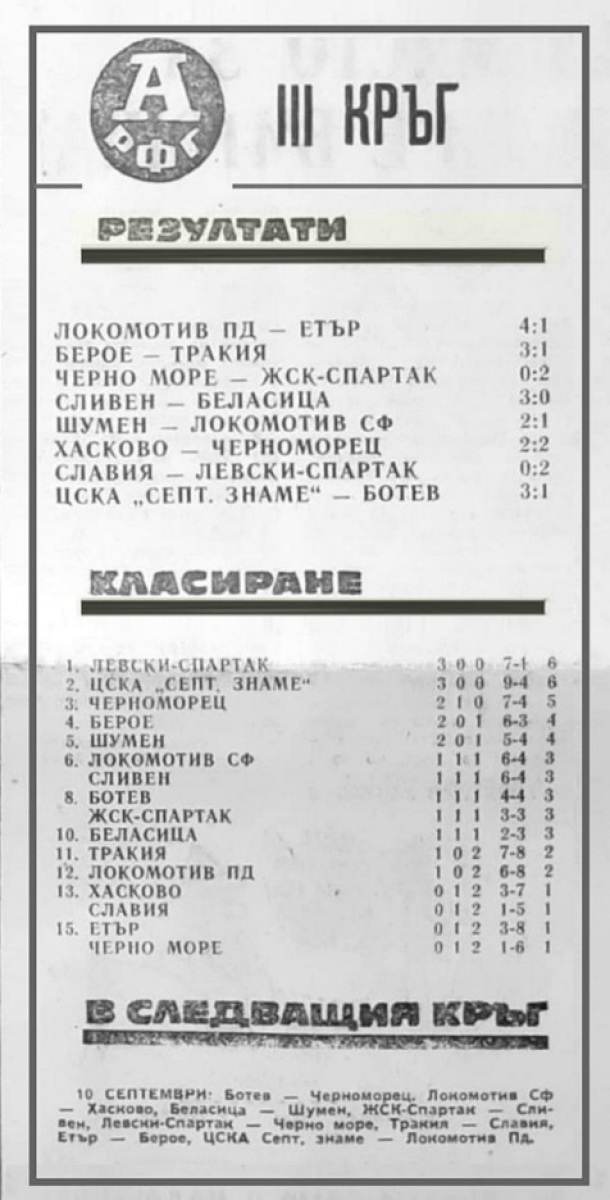 А
РФГ
III КРЪГ
РЕЗУЛТАТИ
ЛОКОМОТИВ ПД — ЕТЪР 4:1
БЕРОЕ — ТРАКИЯ 3:1
ЧЕРНО МОРЕ — ЖСК-СПАРТАК 0:2
СЛИВЕН — БЕЛАСИЦА 3:0
ШУМЕН — ЛОКОМОТИВ СФ 2:1
ХАСКОВО — ЧЕРНОМОРЕЦ 2:2
СЛАВИЯ — ЛЕВСКИ-СПАРТАК 0:2
ЦСКА „СЕПТ. ЗНАМЕ“ — БОТЕВ 3:1
КЛАСИРАНЕ
1. ЛЕВСКИ-СПАРТАК 3 0 0 7-1 6
2. ЦСКА „СЕПТ. ЗНАМЕ“ 3 0 0 9-4 6
3. ЧЕРНОМОРЕЦ 2 1 0 7-4 5
4. БЕРОЕ 2 0 1 6-3 4
5. ШУМЕН 2 0 1 5-4 4
6. ЛОКОМОТИВ СФ 1 1 1 6-4 3
СЛИВЕН 1 1 1 6-4 3
8. БОТЕВ 1 1 1 4-4 3
ЖСК-СПАРТАК 1 1 1 3-3 3
10. БЕЛАСИЦА 1 1 1 2-3 3
11. ТРАКИЯ 1 0 2 7-8 2
12. ЛОКОМОТИВ ПД 1 0 2 6-8 2
13. ХАСКОВО 0 1 2 3-7 1
СЛАВИЯ 0 1 2 1-5 1
15. ЕТЪР 0 1 2 3-8 1
ЧЕРНО МОРЕ 0 1 2 1-6 1
В СЛЕДВАЩИЯ КРЪГ
10 СЕПТЕМВРИ: Ботев — Черноморец, Локомотив Сф
— Хасково, Беласица — Шумен, ЖСК-Спартак — Сли-
вен, Левски-Спартак — Черно море, Тракия — Славия,
Етър — Берое, ЦСКА Септ. знаме — Локомотив Пд.